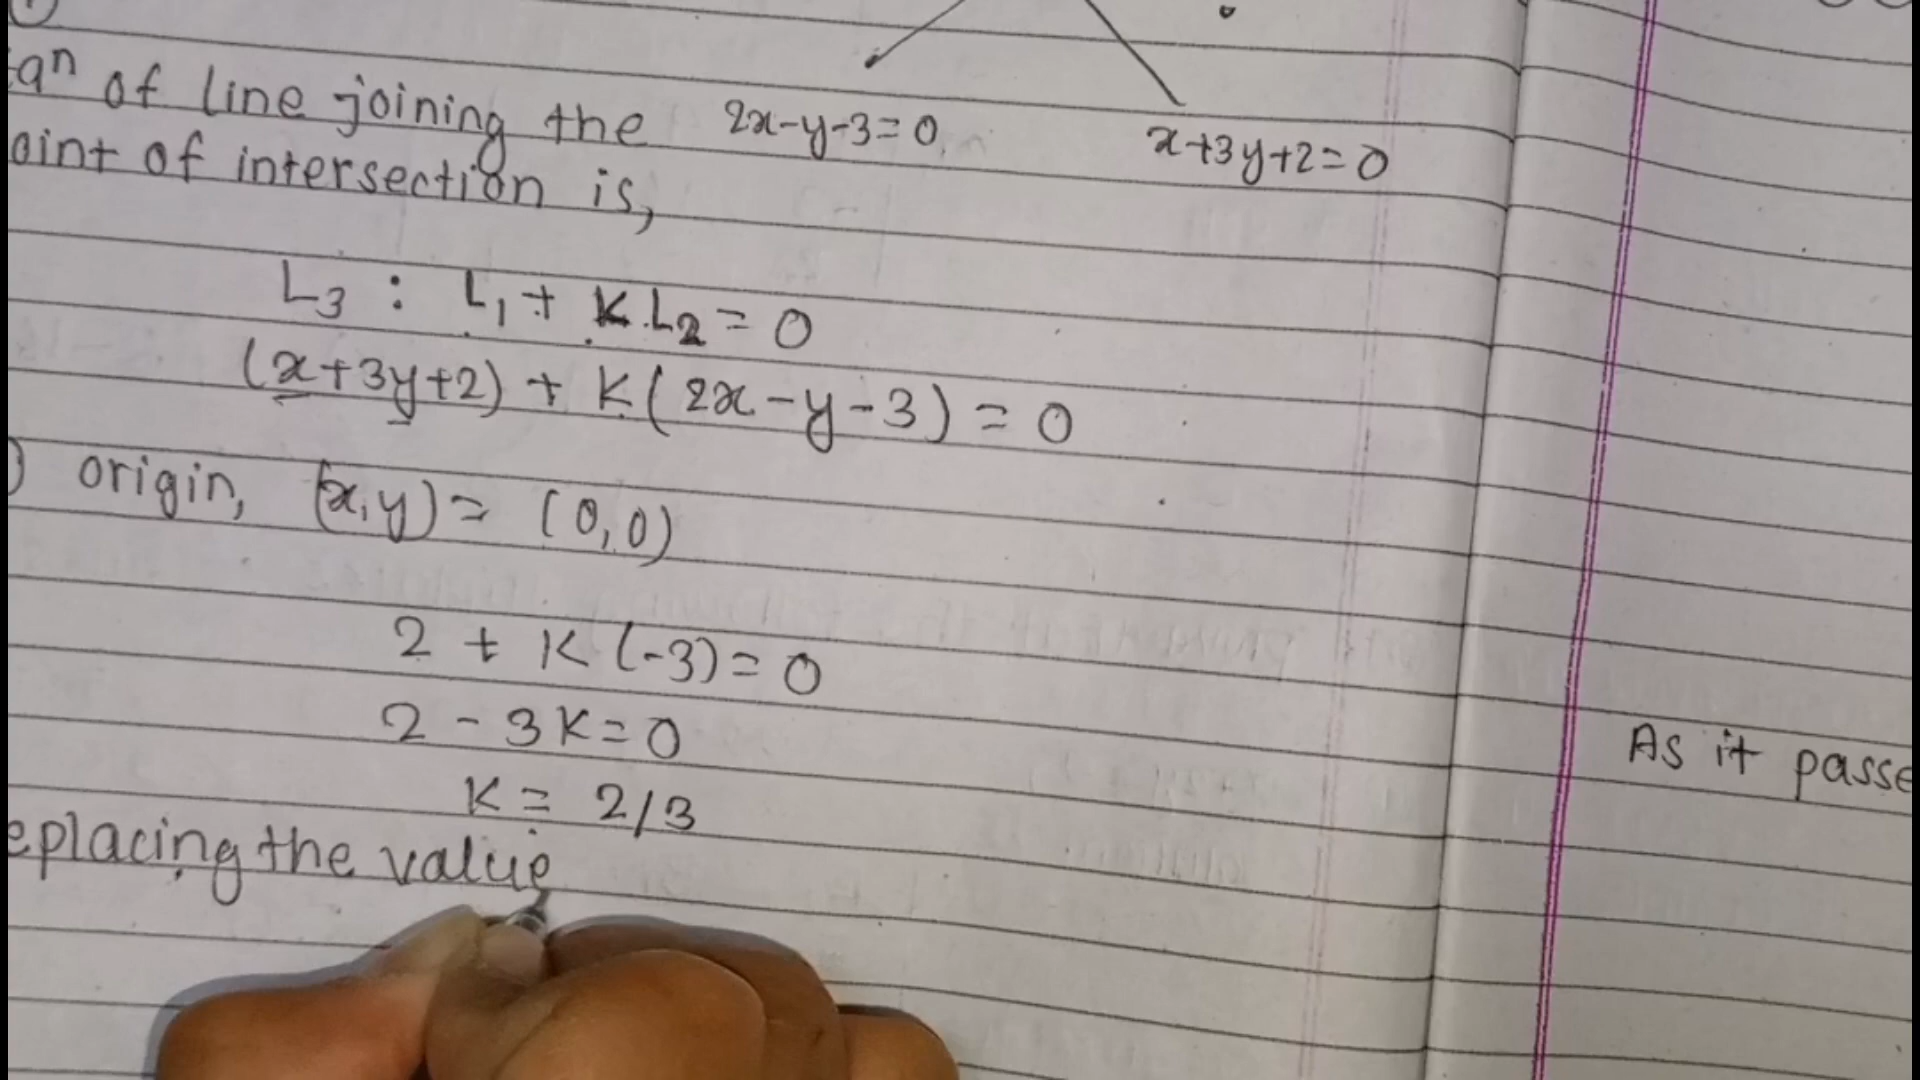 qn of line joining the
2x-y-3=0
x+3y+2=0
oint of intersection is,
L3 : L1 + K.L2 = 0
(x+3y+2) + K(2x-y-3) = 0
) origin, (x,y) = (0,0)
2 + K(-3) = 0
2 - 3K = 0
K = 2/3
eplacing the value
As it passe